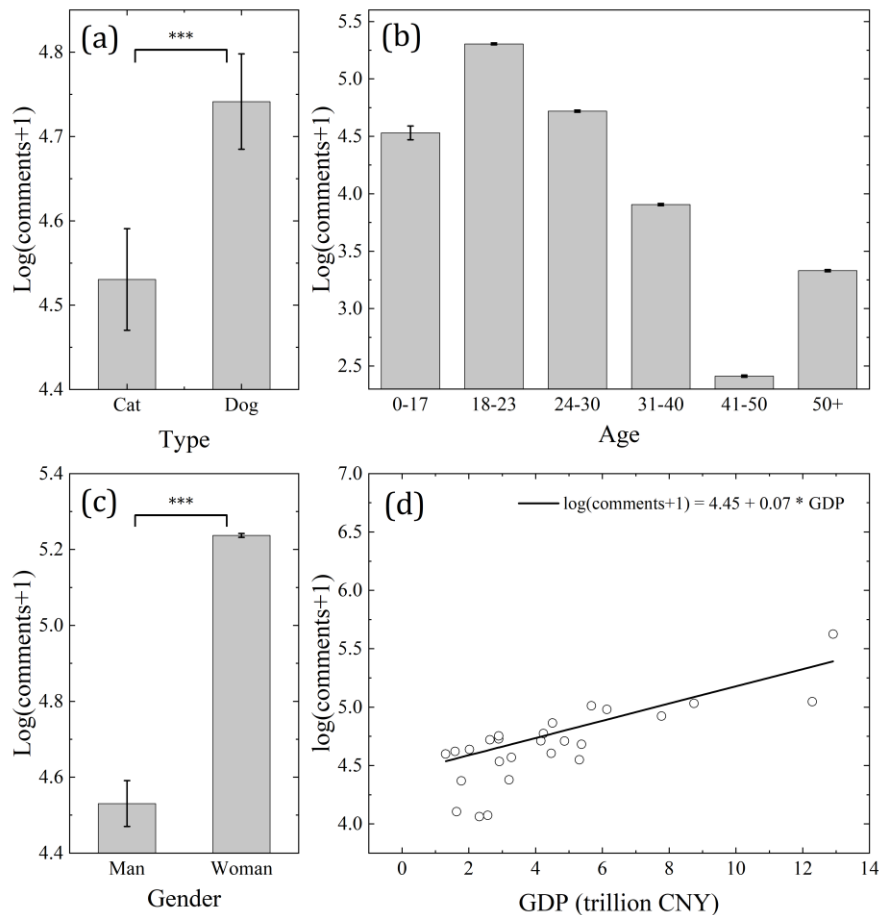 (a)
***
Log(comments+1)
4.8
4.7
4.6
4.5
4.4
Cat Dog
Type
(b)
Log(comments+1)
5.5
5.0
4.5
4.0
3.5
3.0
2.5
0-17 18-23 24-30 31-40 41-50 50+
Age
(c)
***
Log(comments+1)
5.4
5.2
5.0
4.8
4.6
4.4
Man Woman
Gender
(d)
log(comments+1) = 4.45 + 0.07 * GDP
log(comments+1)
7.0
6.5
6.0
5.5
5.0
4.5
4.0
0 2 4 6 8 10 12 14
GDP (trillion CNY)